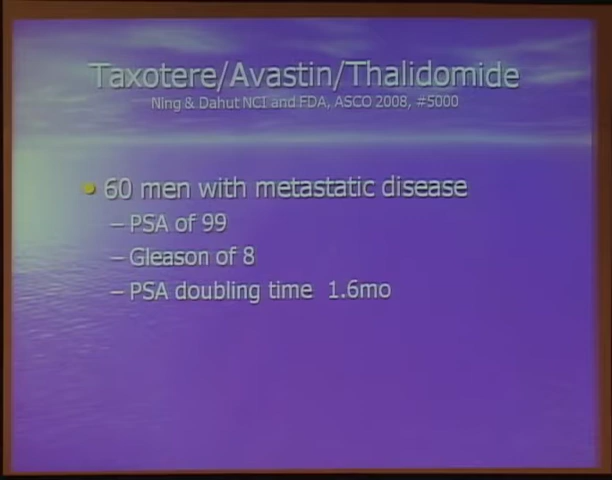 Taxotere/Avastin/Thalidomide
Ning & Dahut NCI and FDA, ASCO 2008, #5000
60 men with metastatic disease
– PSA of 99
– Gleason of 8
– PSA doubling time 1.6mo